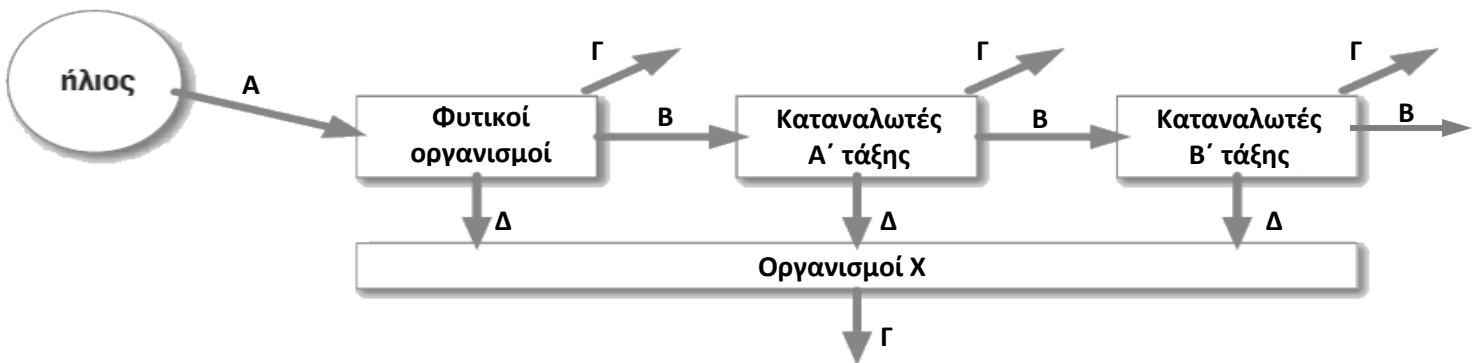 Γ
Γ
Γ
ήλιος
Α
Φυτικοί
οργανισμοί
Β
Καταναλωτές
Α΄ τάξης
Β
Καταναλωτές
Β΄ τάξης
Β
Δ
Δ
Δ
Οργανισμοί Χ
Γ